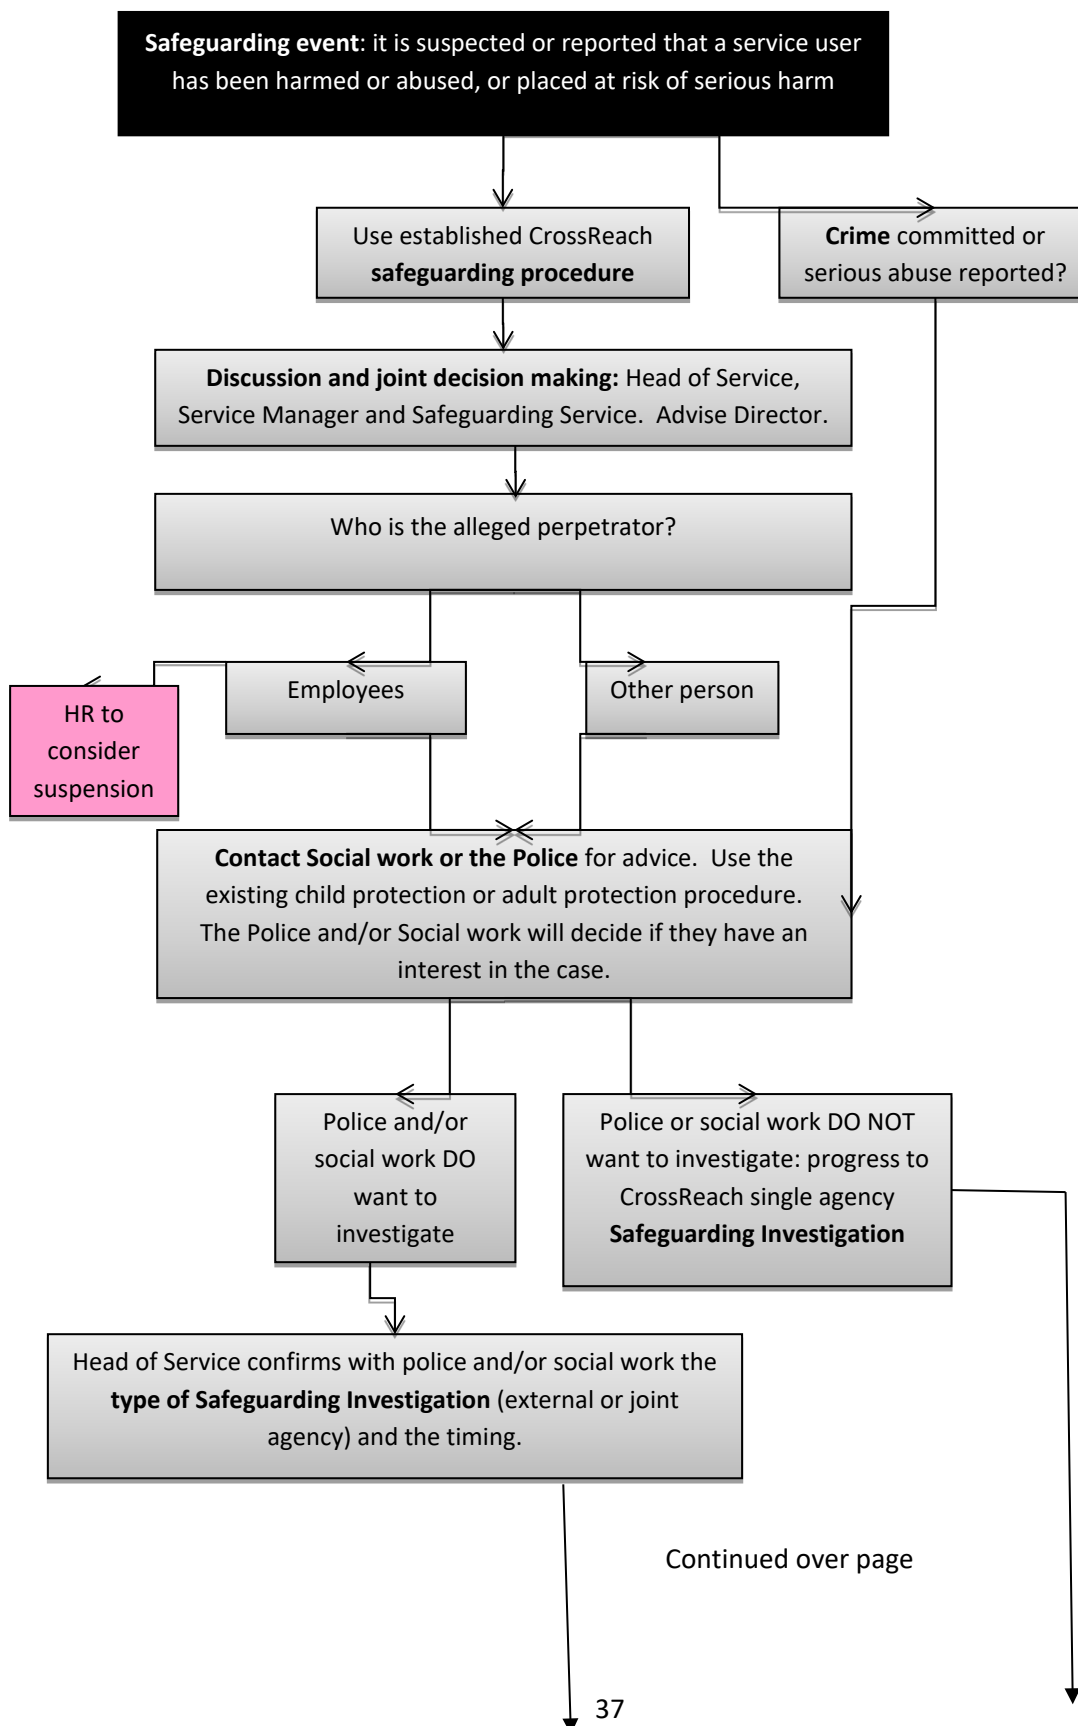 Safeguarding event: it is suspected or reported that a service user
has been harmed or abused, or placed at risk of serious harm
Use established CrossReach
safeguarding procedure
Crime committed or
serious abuse reported?
Discussion and joint decision making: Head of Service,
Service Manager and Safeguarding Service.  Advise Director.
Who is the alleged perpetrator?
Employees
Other person
HR to
consider
suspension
Contact Social work or the Police for advice.  Use the
existing child protection or adult protection procedure.
The Police and/or Social work will decide if they have an
interest in the case.
Police and/or
social work DO
want to
investigate
Police or social work DO NOT
want to investigate: progress to
CrossReach single agency
Safeguarding Investigation
Head of Service confirms with police and/or social work the
type of Safeguarding Investigation (external or joint
agency) and the timing.
Continued over page
37